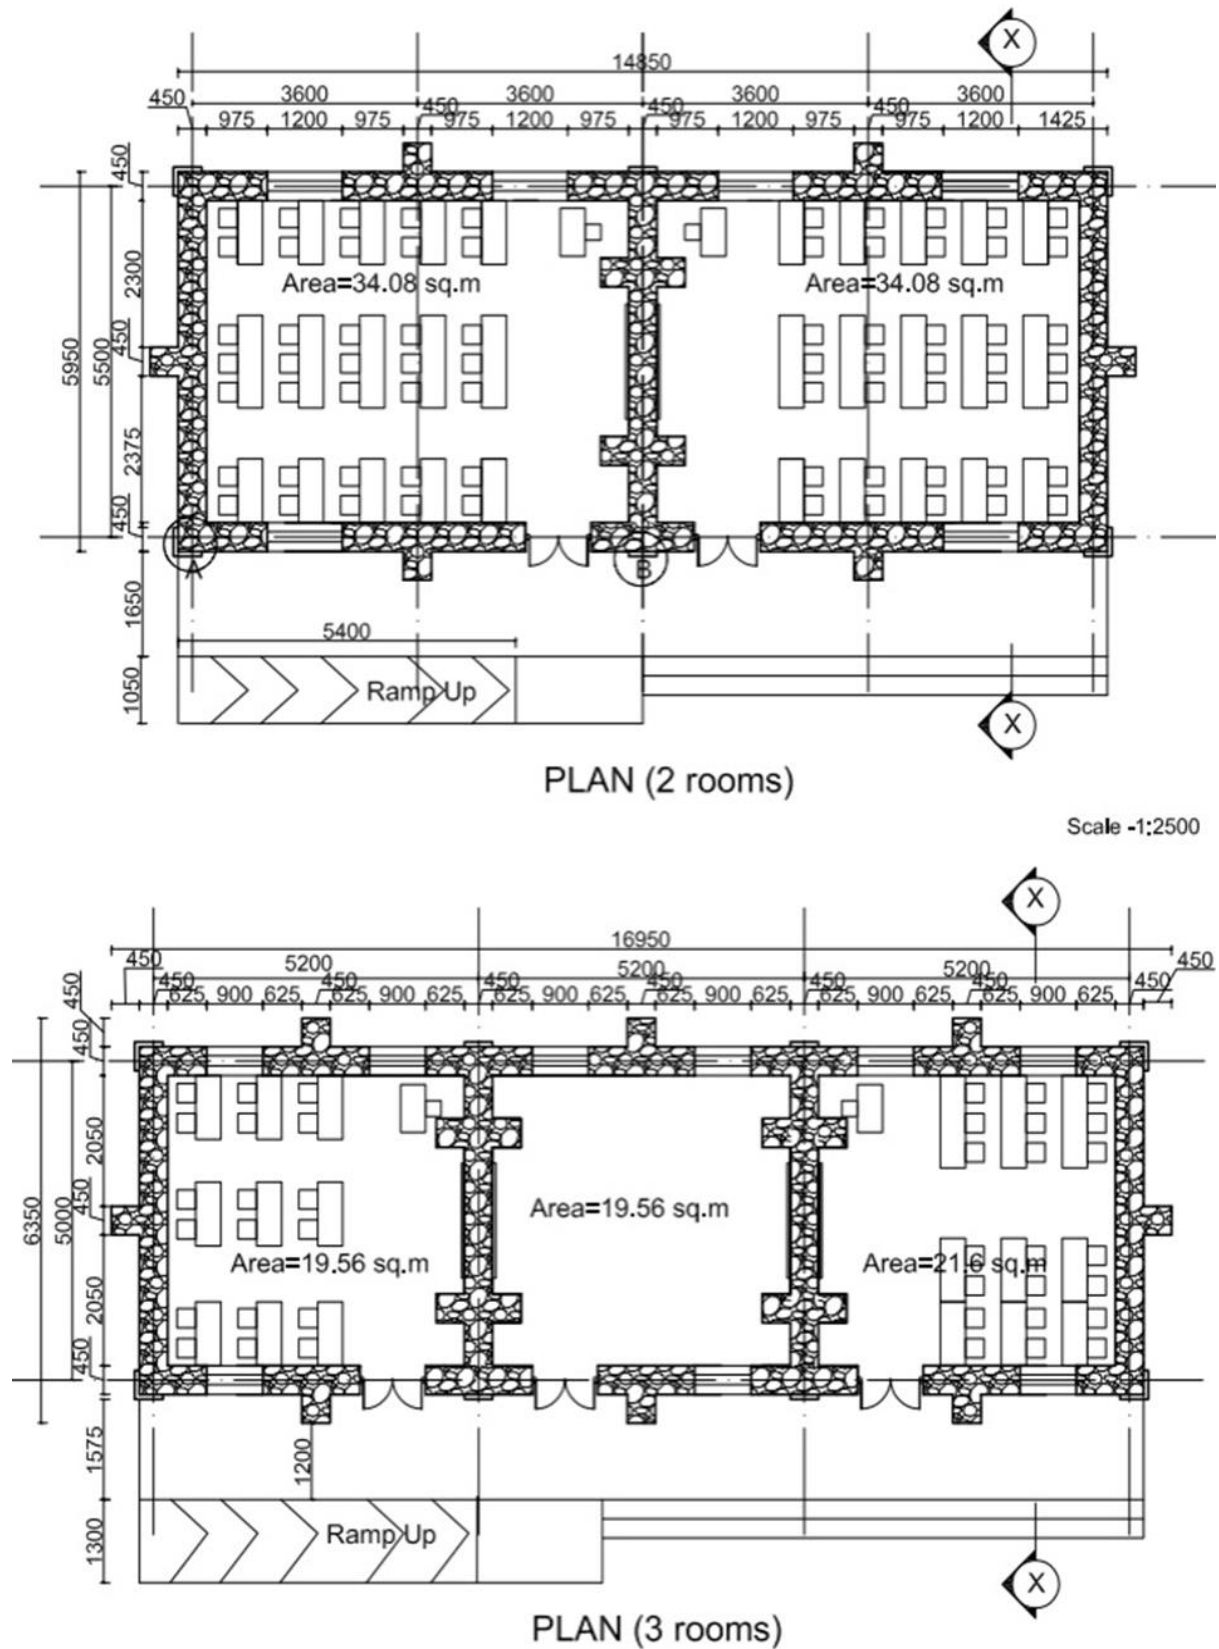 X
14850
450 3600 3600 3600 3600
450 450 450
975 1200 975 975 1200 975 975 1200 975 975 1200 1425
450
2300
450
2375
450
5950
5500
1650
1050
Area=34.08 sq.m
Area=34.08 sq.m
A
B
5400
Ramp Up
X
PLAN (2 rooms)
Scale -1:2500
X
16950
450 5200 5200 5200 450
450 450 450 450 450 450
625 900 625 625 900 625 625 900 625 625 900 625 625 900 625 625 900 625
450
450
2050
450
2050
450
6350
5000
1575
1300
1200
Area=19.56 sq.m
Area=19.56 sq.m
Area=21.6 sq.m
Ramp Up
X
PLAN (3 rooms)